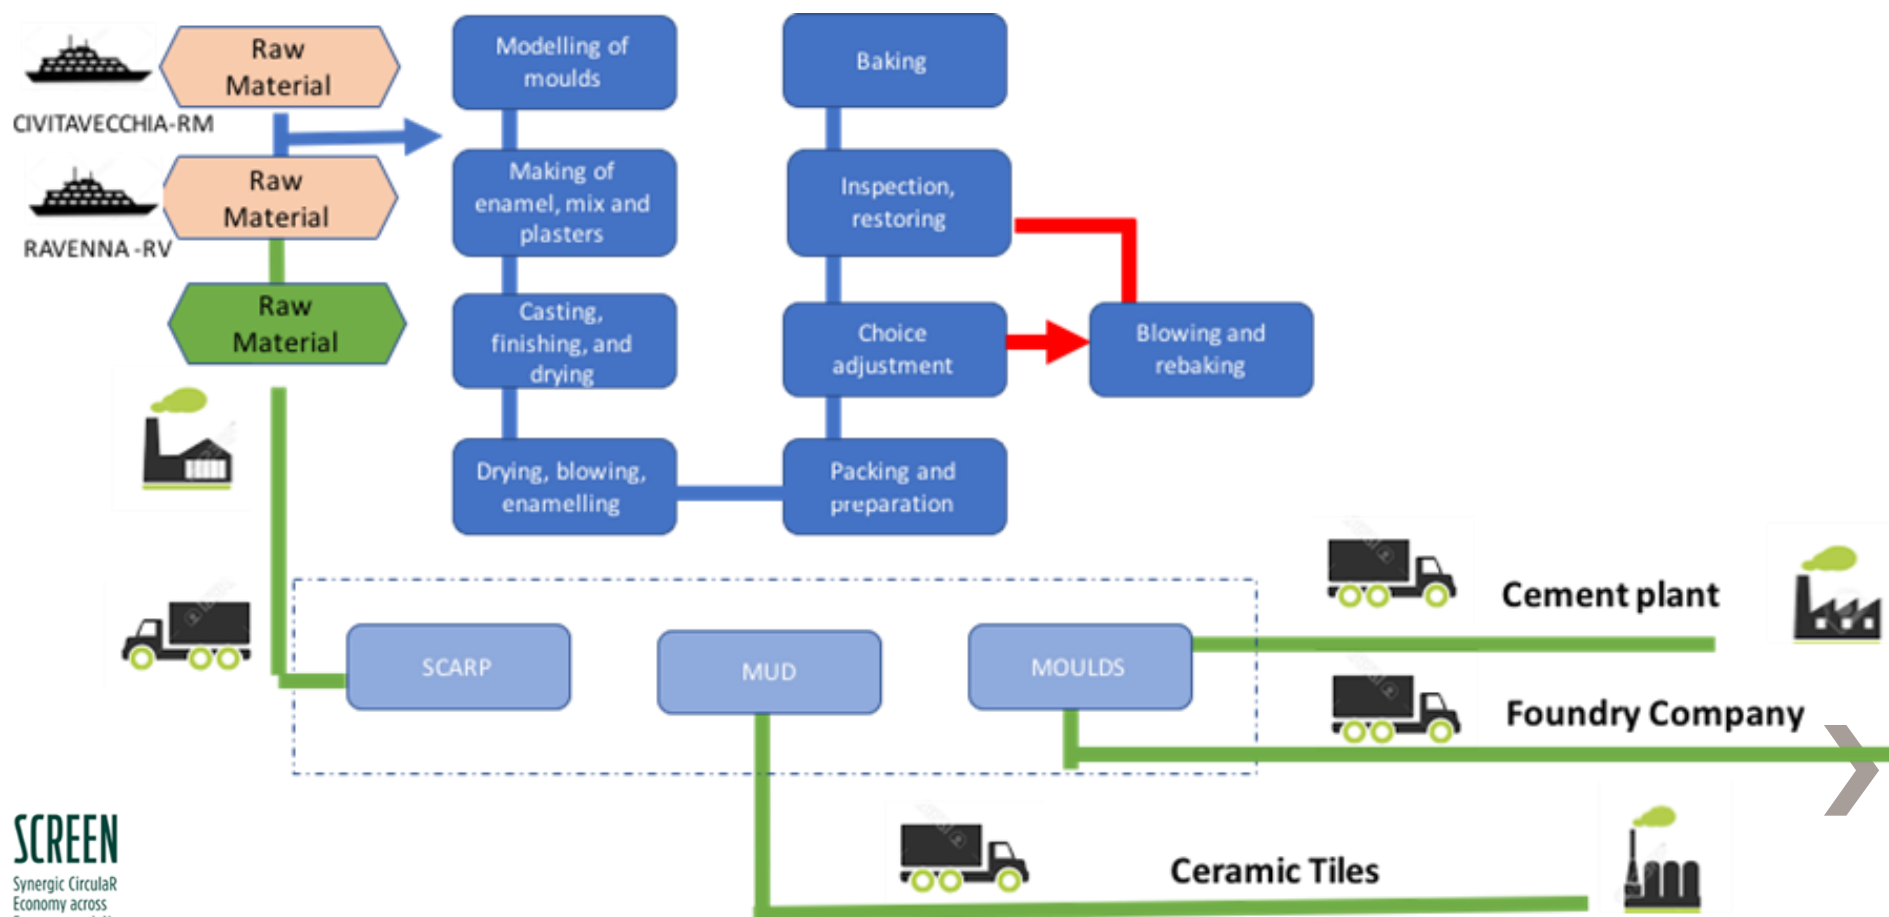 Raw
Material
CIVITAVECCHIA-RM
Raw
Material
RAVENNA -RV
Raw
Material
Modelling of
moulds
Making of
enamel, mix and
plasters
Casting,
finishing, and
drying
Drying, blowing,
enamelling
Baking
Inspection,
restoring
Choice
adjustment
Packing and
preparation
Blowing and
rebaking
SCARP
MUD
MOULDS
Cement plant
Foundry Company
Ceramic Tiles
SCREEN
Synergic CirculaR
Economy across